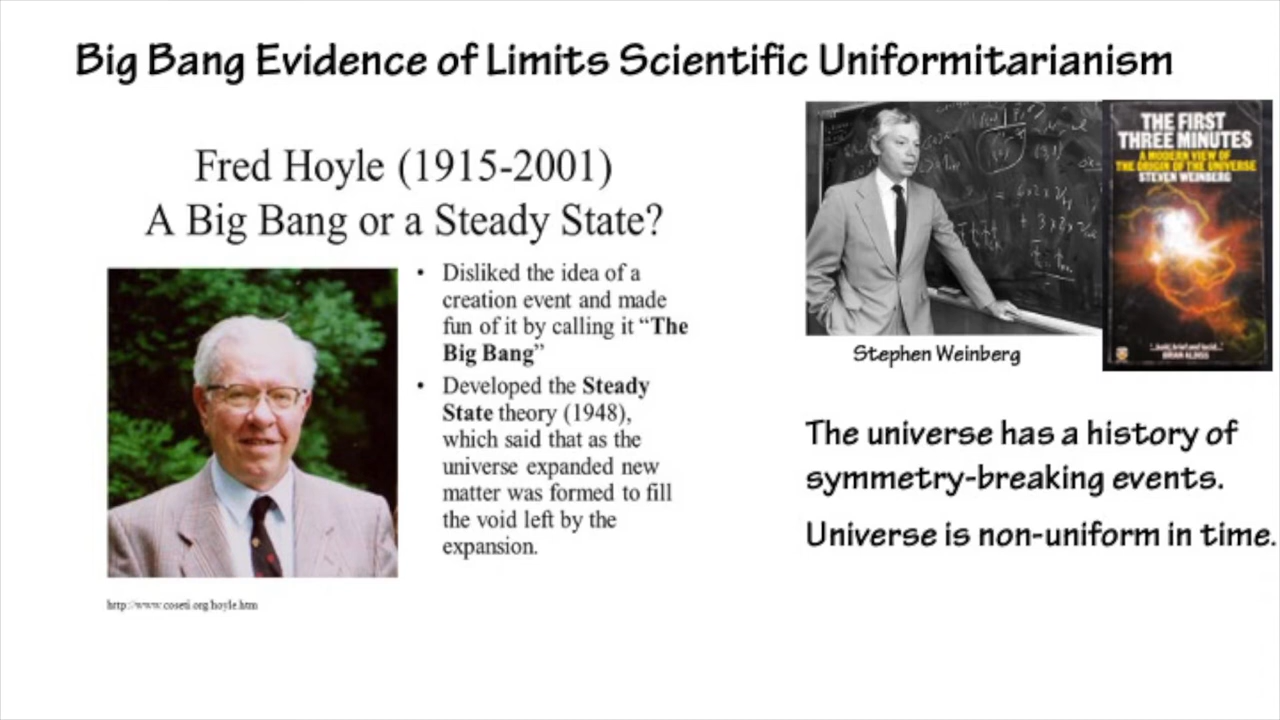 Big Bang Evidence of Limits Scientific Uniformitarianism
Fred Hoyle (1915-2001)
A Big Bang or a Steady State?
• Disliked the idea of a
creation event and made
fun of it by calling it “The
Big Bang”
• Developed the Steady
State theory (1948),
which said that as the
universe expanded new
matter was formed to fill
the void left by the
expansion.
http://www.coseti.org/hoyle.htm
THE FIRST
THREE MINUTES
A MODERN VIEW OF
THE ORIGIN OF THE UNIVERSE
STEVEN WEINBERG
BRIAN ALDISS
Stephen Weinberg
The universe has a history of
symmetry-breaking events.
Universe is non-uniform in time.